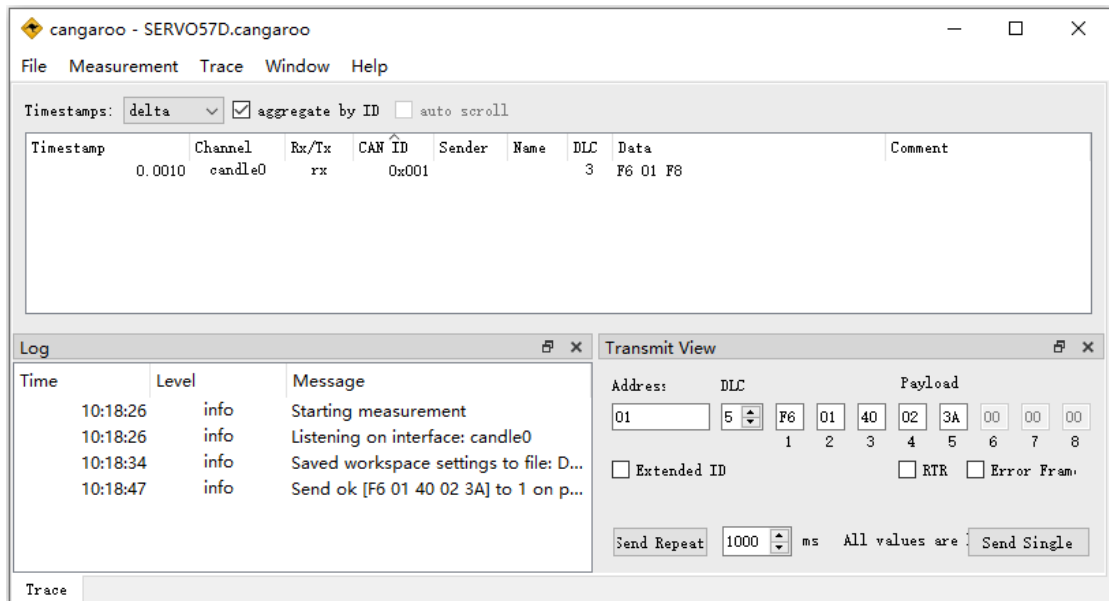 cangaroo - SERVO57D.cangaroo
File Measurement Trace Window Help
Timestamps: delta aggregate by ID auto scroll
Timestamp Channel Rx/Tx CAN ID Sender Name DLC Data Comment
0.0010 candle0 rx 0x001 3 F6 01 F8
Log
Time Level Message
10:18:26 info Starting measurement
10:18:26 info Listening on interface: candle0
10:18:34 info Saved workspace settings to file: D...
10:18:47 info Send ok [F6 01 40 02 3A] to 1 on p...
Transmit View
Address DLC Payload
01 5 F6 01 40 02 3A 00 00 00
1 2 3 4 5 6 7 8
Extended ID RTR Error Fram
Send Repeat 1000 ms All values are Send Single
Trace